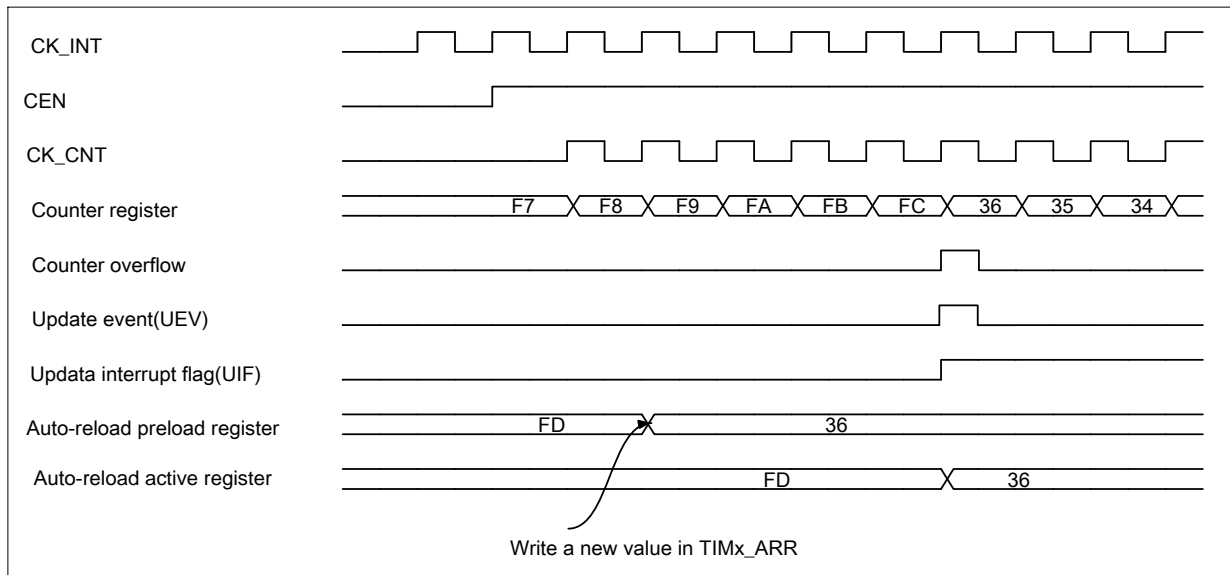 CK_INT
CEN
CK_CNT
Counter register F7 F8 F9 FA FB FC 36 35 34
Counter overflow
Update event(UEV)
Updata interrupt flag(UIF)
Auto-reload preload register FD 36
Auto-reload active register FD 36
Write a new value in TIMx_ARR